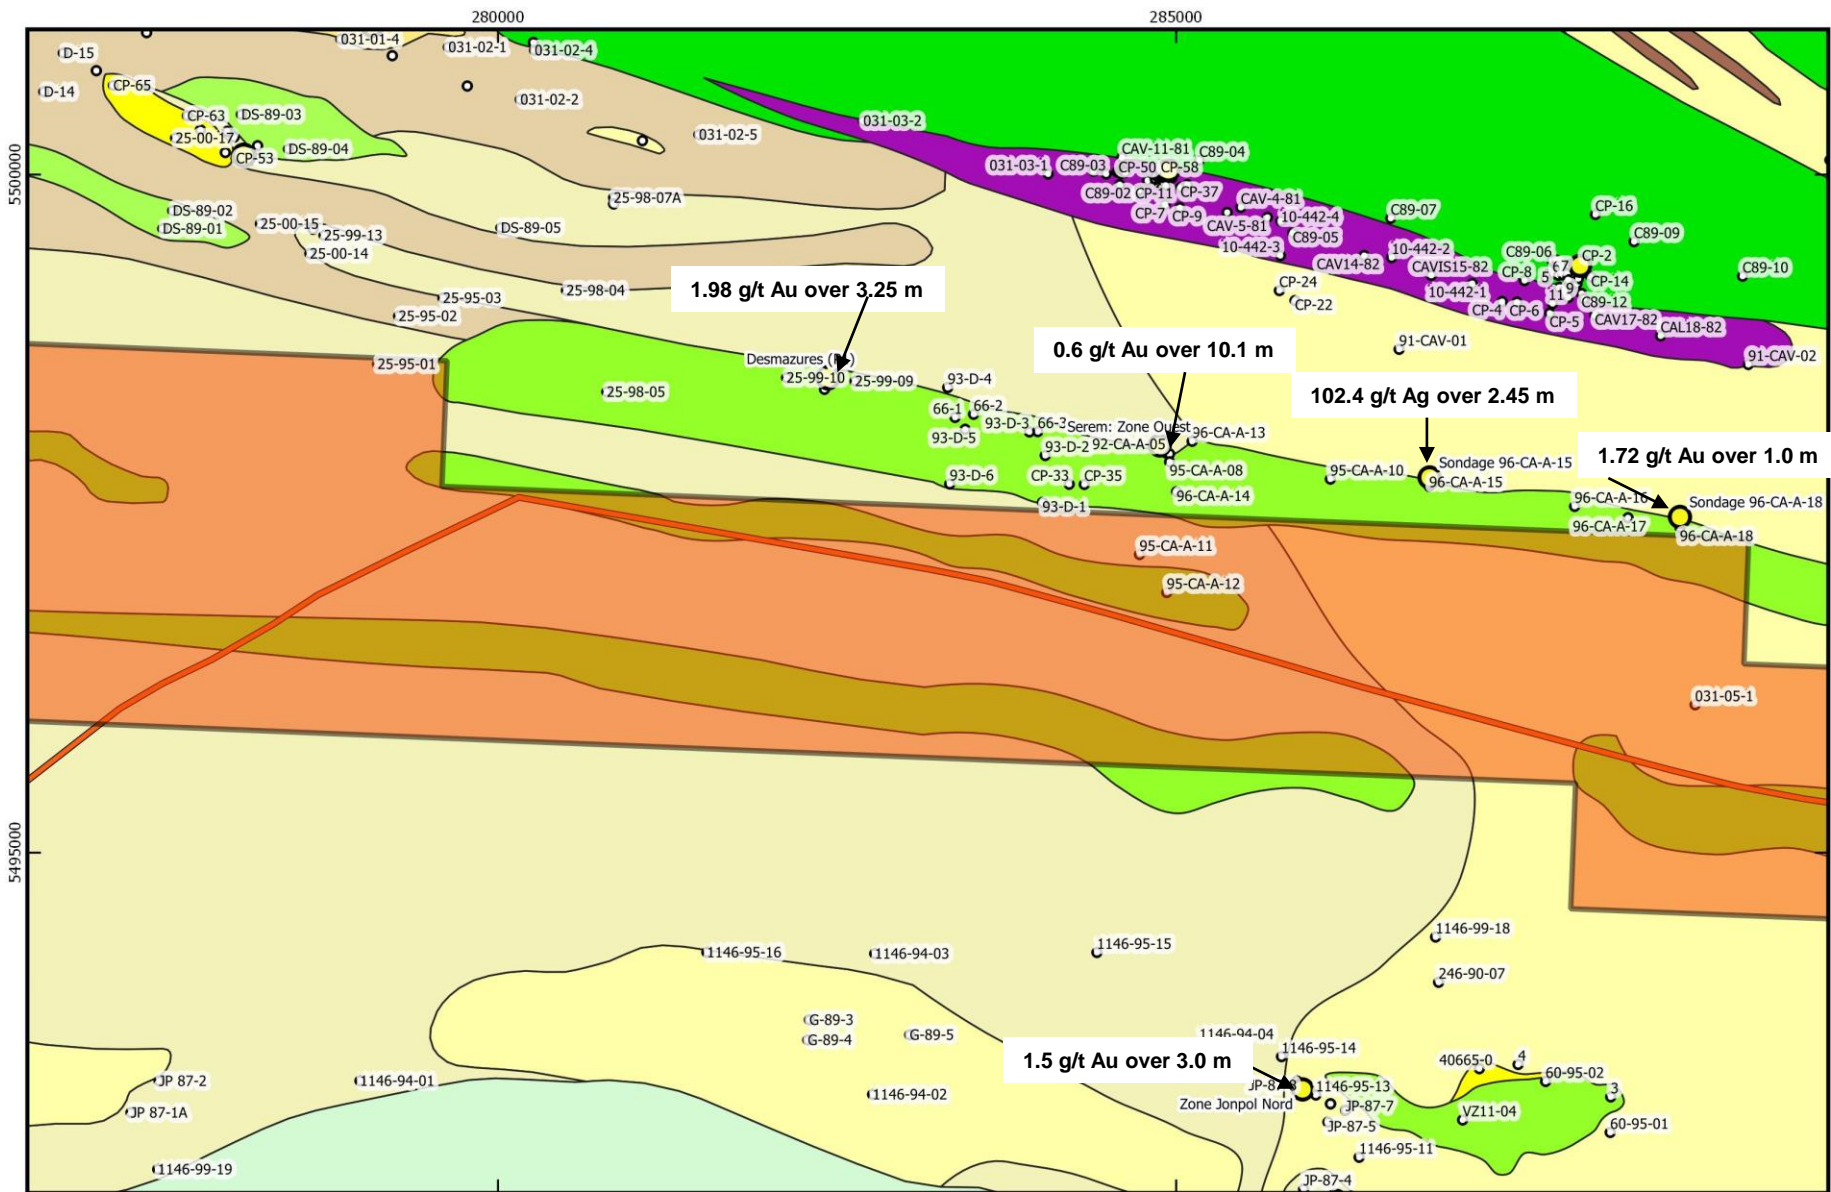 280000
285000
5500000
5495000
D-15
031-01-4
031-02-1
031-02-4
D-14
CP-65
031-02-2
CP-63
DS-89-03
25-00-17
DS-89-04
CP-53
031-02-5
031-03-2
CAV-11-81
C89-04
031-03-1
C89-03
CP-50
CP-58
C89-02
CP-11
CP-37
CP-7
CP-9
CAV-4-81
CAV-5-81
10-442-4
C89-05
10-442-3
C89-07
CP-16
C89-09
10-442-2
C89-06
CP-2
CAV14-82
CAVIS15-82
CP-8
5
6
7
CP-14
9
C89-10
CP-24
CP-22
10-442-1
11
C89-12
CP-4
CP-6
CP-5
CAV17-82
CAL18-82
91-CAV-01
91-CAV-02
25-98-07A
DS-89-02
DS-89-01
25-00-15
25-99-13
25-00-14
DS-89-05
25-98-04
25-95-03
25-95-02
1.98 g/t Au over 3.25 m
0.6 g/t Au over 10.1 m
102.4 g/t Ag over 2.45 m
1.72 g/t Au over 1.0 m
25-95-01
25-98-05
25-99-10
25-99-09
93-D-4
66-1
66-2
93-D-3
66-3
Serem: Zone Ouest
93-D-5
93-D-2
92-CA-A-05
96-CA-A-13
93-D-6
CP-33
CP-35
95-CA-A-08
96-CA-A-14
93-D-1
95-CA-A-10
Sondage 96-CA-A-15
96-CA-A-15
96-CA-A-16
Sondage 96-CA-A-18
96-CA-A-17
96-CA-A-18
95-CA-A-11
95-CA-A-12
031-05-1
1146-99-18
1146-95-16
1146-94-03
1146-95-15
246-90-07
G-89-3
G-89-4
G-89-5
1146-94-04
1146-95-14
1.5 g/t Au over 3.0 m
40665-0
4
60-95-02
3
JP 87-2
1146-94-01
1146-94-02
1146-95-13
JP 87-1A
Zone Jonpol Nord
JP-87-7
JP-87-5
VZ11-04
60-95-01
1146-95-11
1146-99-19
JP-87-4